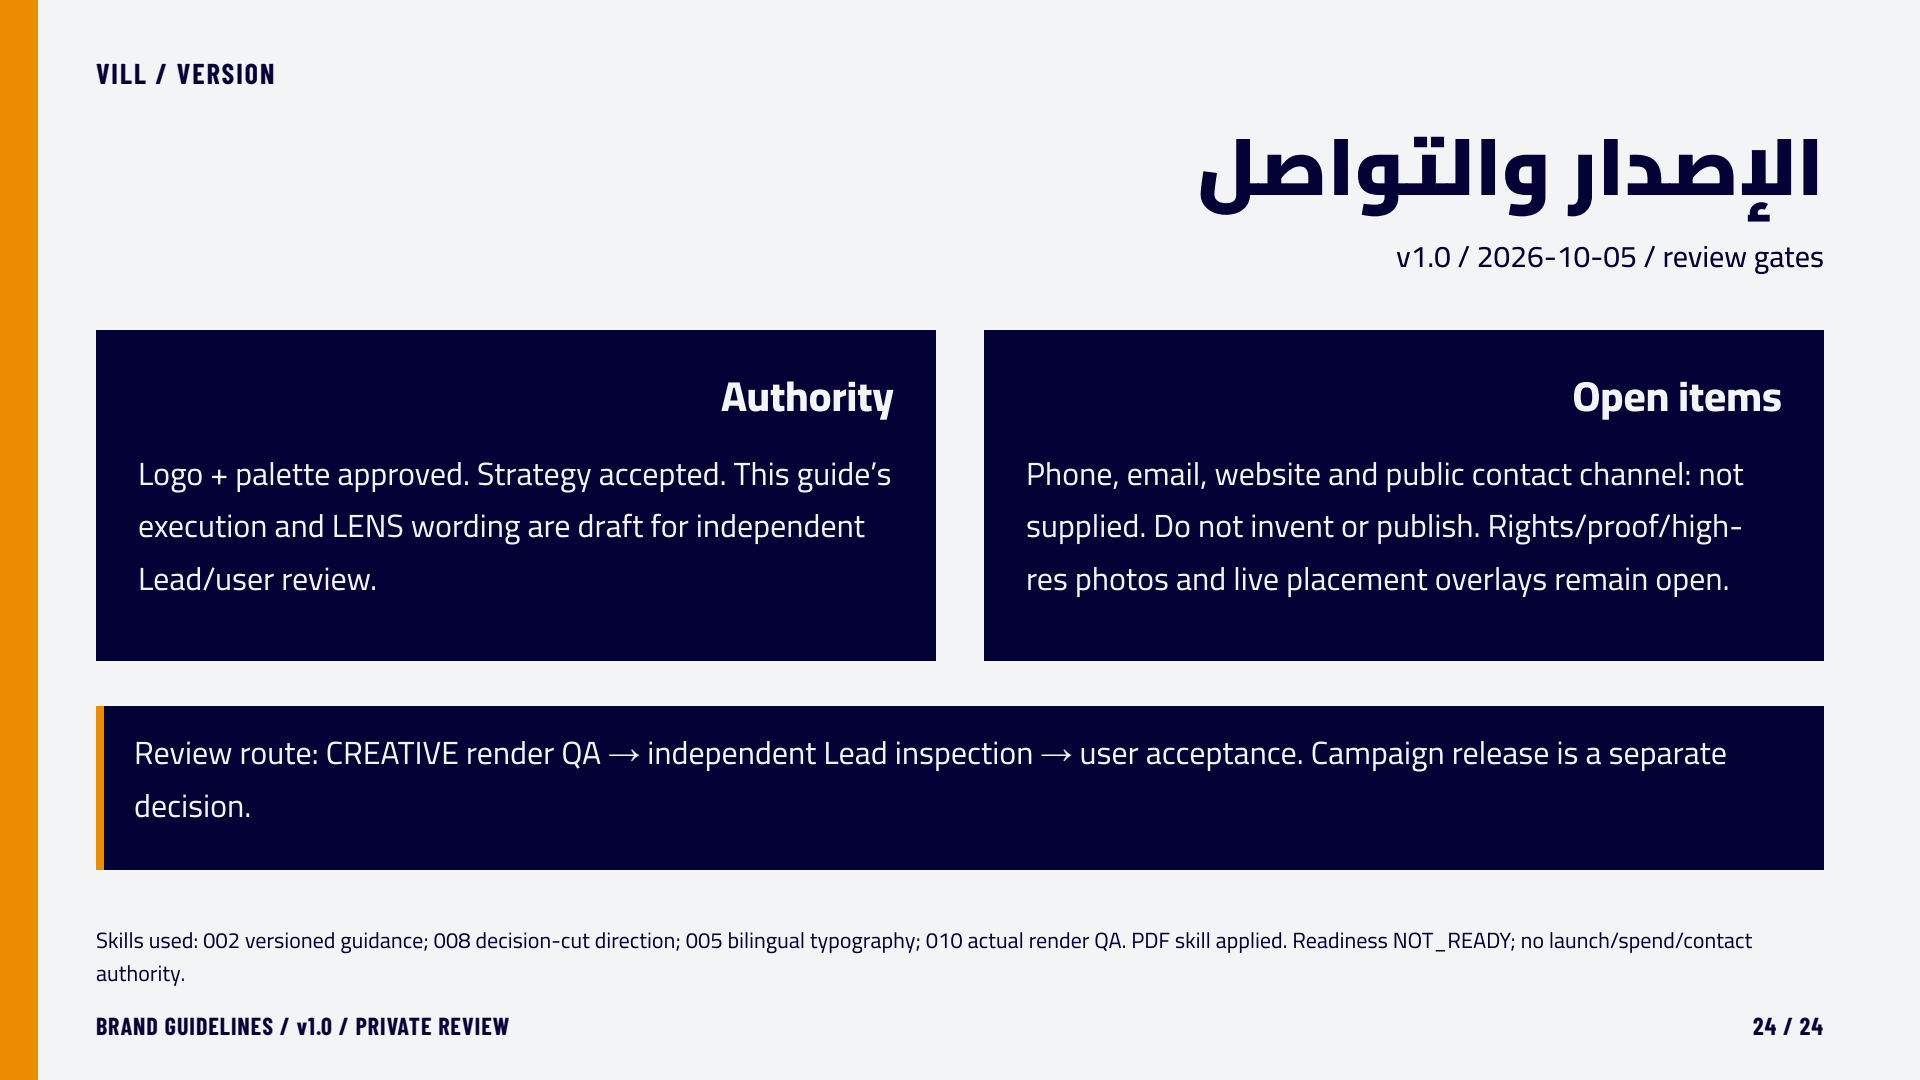 VILL / VERSION
الإصدار والتواصل
v1.0 / 2026-10-05 / review gates
Authority
Logo + palette approved. Strategy accepted. This guide’s
execution and LENS wording are draft for independent
Lead/user review.
Open items
Phone, email, website and public contact channel: not
supplied. Do not invent or publish. Rights/proof/high-
res photos and live placement overlays remain open.
Review route: CREATIVE render QA → independent Lead inspection → user acceptance. Campaign release is a separate
decision.
Skills used: 002 versioned guidance; 008 decision-cut direction; 005 bilingual typography; 010 actual render QA. PDF skill applied. Readiness NOT_READY; no launch/spend/contact
authority.
BRAND GUIDELINES / v1.0 / PRIVATE REVIEW
24 / 24